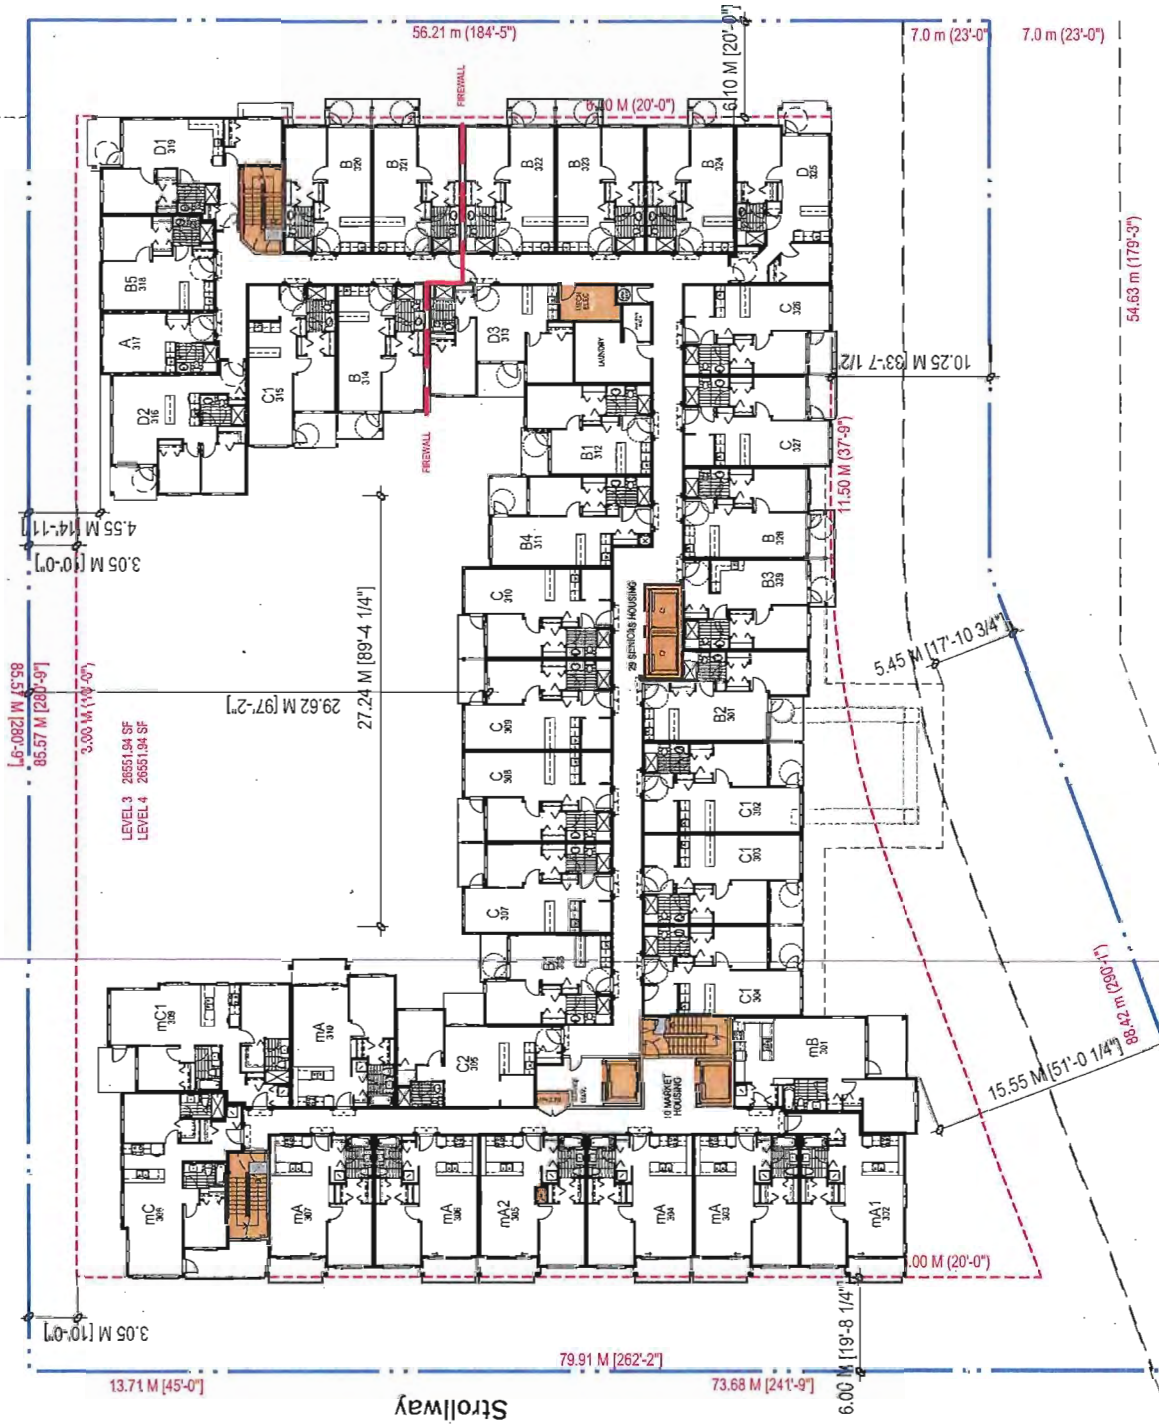 56.21 m (184'-5")
6.10 M [20'-0"]
7.0 m (23'-0"
7.0 m (23'-0")
FIREWALL
D1
319
B
320
B
321
B
322
B
323
B
324
D
325
54.63 m (179'-3")
B5
318
A
317
D2
316
C1
315
B
314
D3
313
MECH
ELEC
LAUNDRY
C
326
10.25 M [33'-7 1/2"
B1
312
C
327
11.50 M (37'-9")
FIREWALL
4.55 M [14'-11"]
3.05 M [10'-0"]
27.24 M [89'-4 1/4"]
B4
311
B
328
B3
329
C
310
29 SENIORS HOUSING
5.45 M [17'-10 3/4"]
85.57 M [280'-9"]
85.57 M [280'-9"]
29.62 M [97'-2"]
B2
301
C
309
LEVEL 3 26551.94 SF
LEVEL 4 26551.94 SF
C
308
C1
302
C1
303
C
307
B1
C1
304
mC1
309
mA
310
C2
305
mB
301
10 MARKET
HOUSING
88.42 m (290'-1")
15.55 M [51'-0 1/4"]
mC
mA
307
mA
306
mA2
305
mA
304
mA
303
mA1
302
.00 M (20'-0")
3.05 M [10'-0"]
6.00 M [19'-8 1/4"]
79.91 M [262'-2"]
13.71 M [45'-0"]
73.68 M [241'-9"]
Strollway